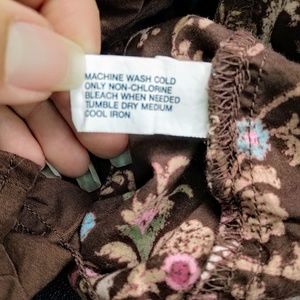 MACHINE WASH COLD
ONLY NON-CHLORINE
BLEACH WHEN NEEDED
TUMBLE DRY MEDIUM
COOL IRON